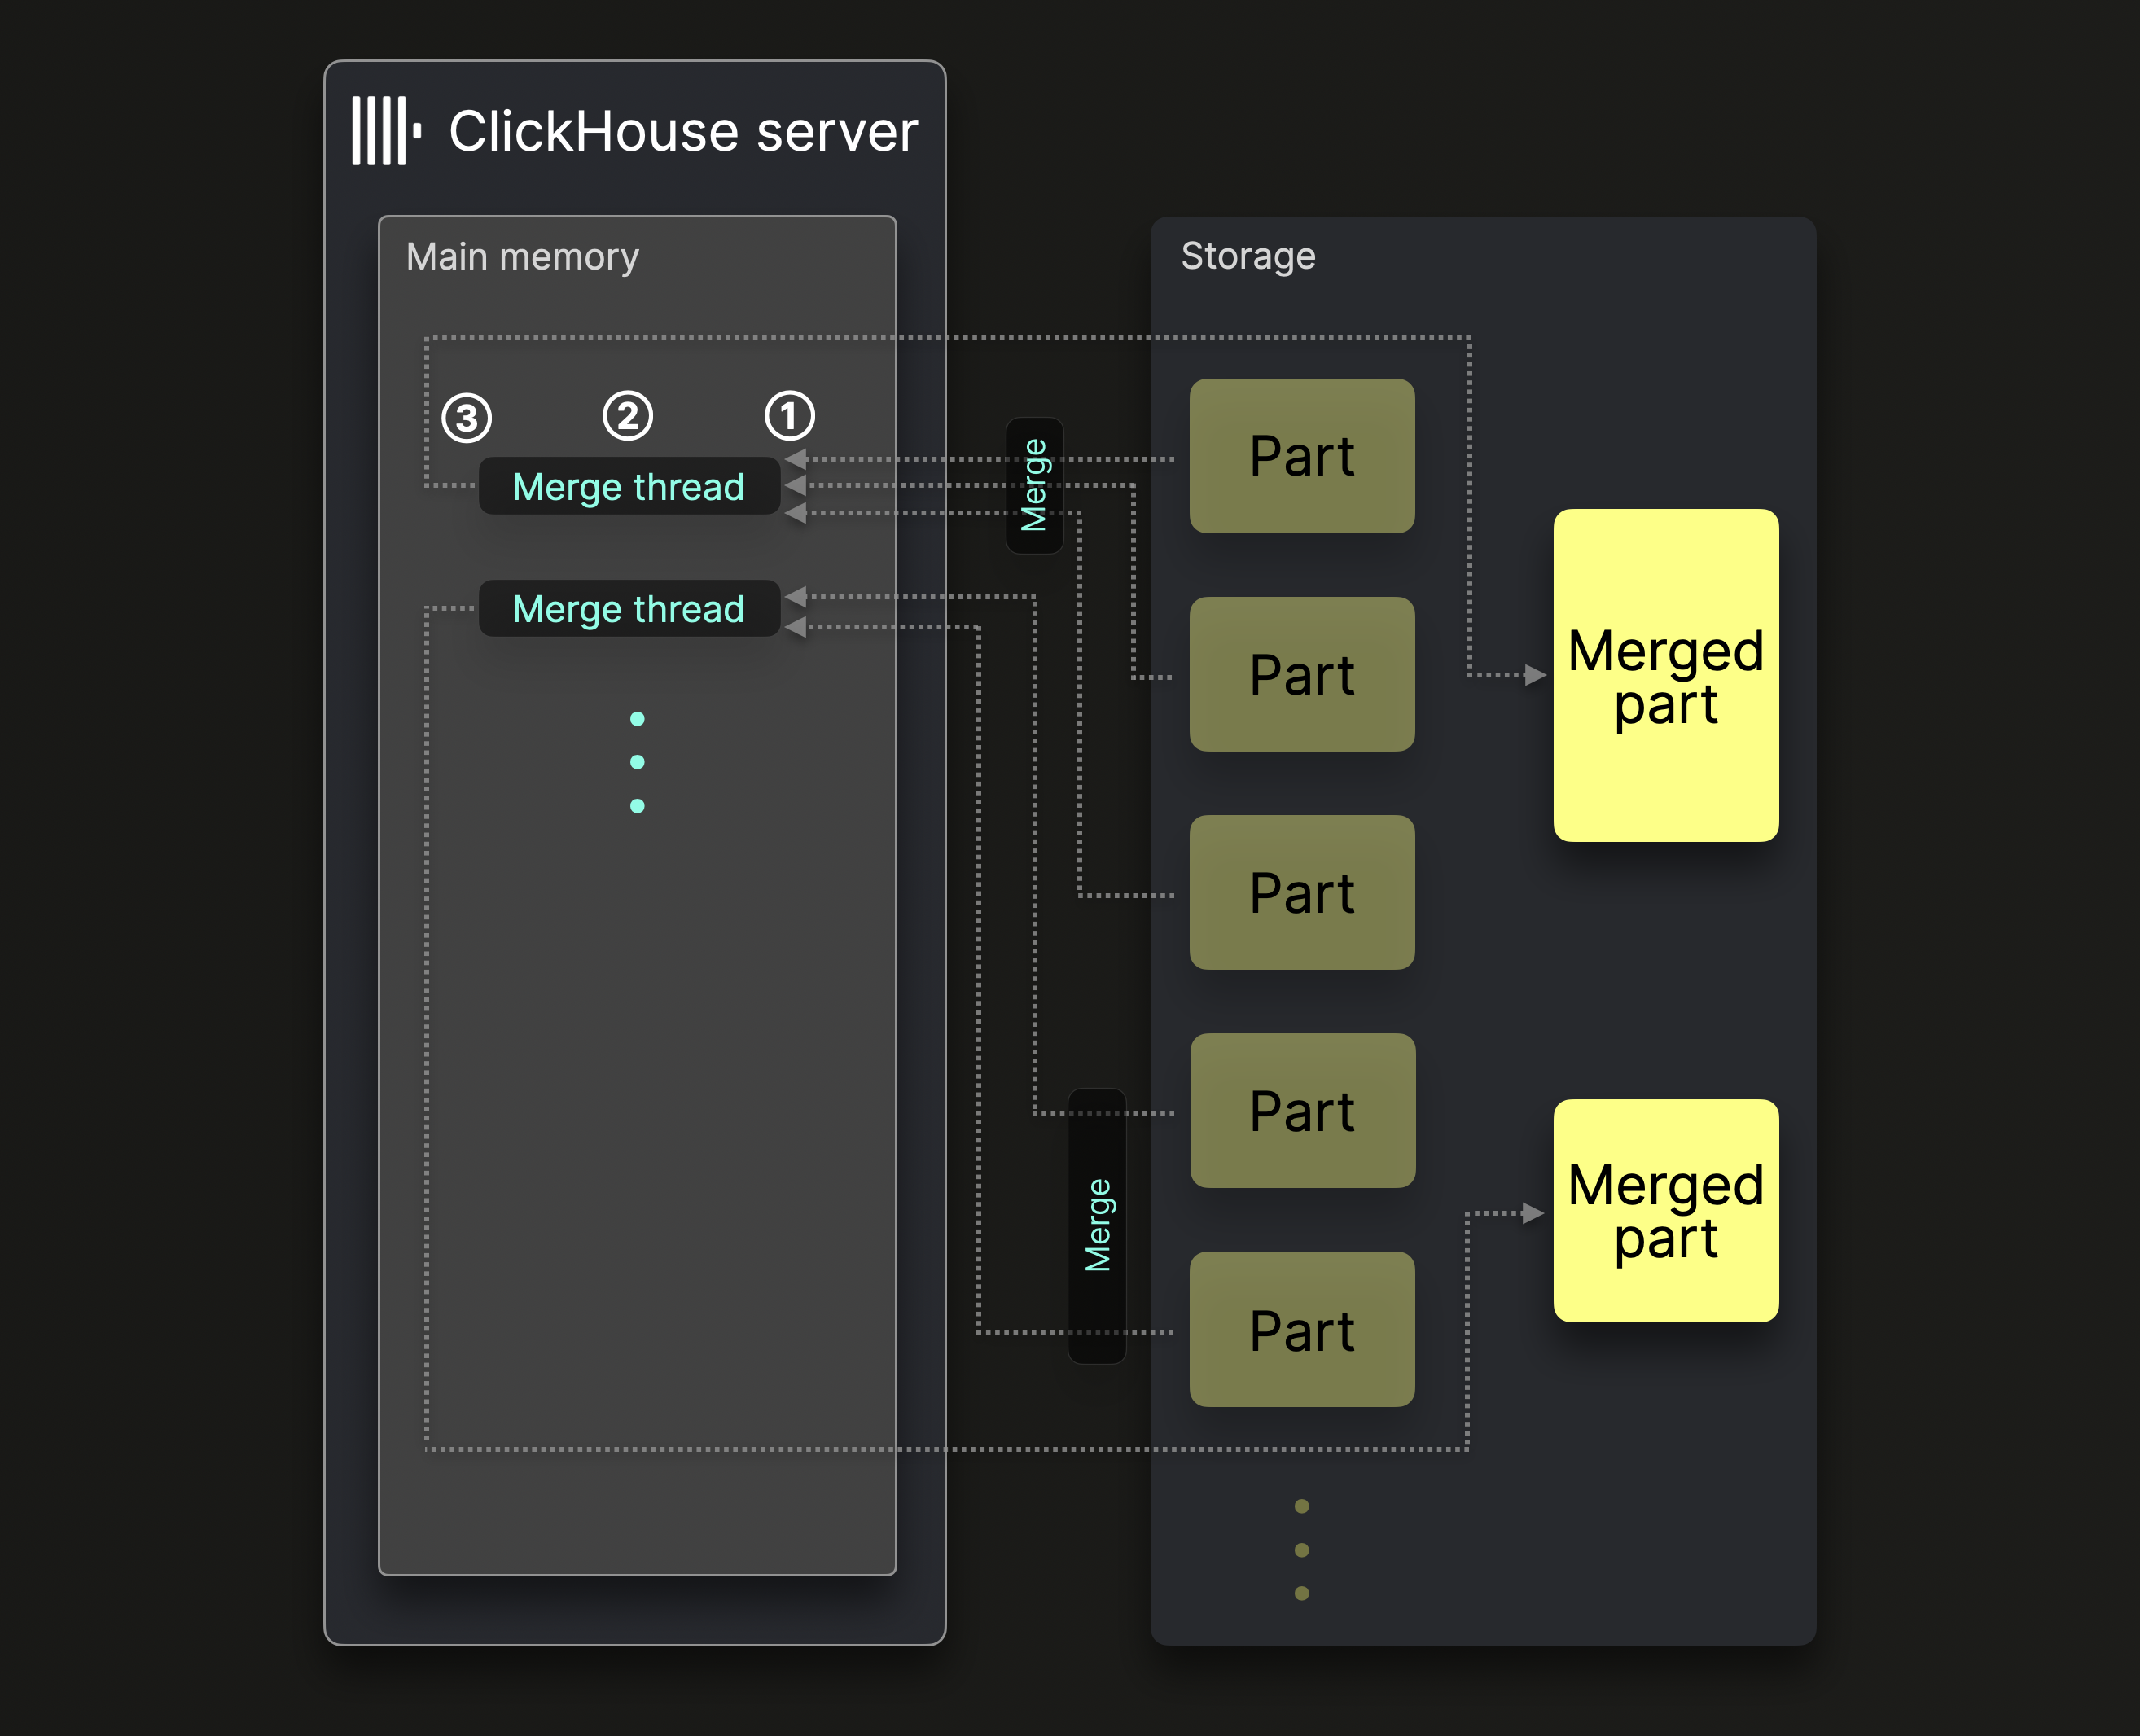 ClickHouse server
Main memory
③ ② ①
Merge thread
Merge thread
Merge
Merge
Storage
Part
Part
Part
Part
Part
Merged
part
Merged
part